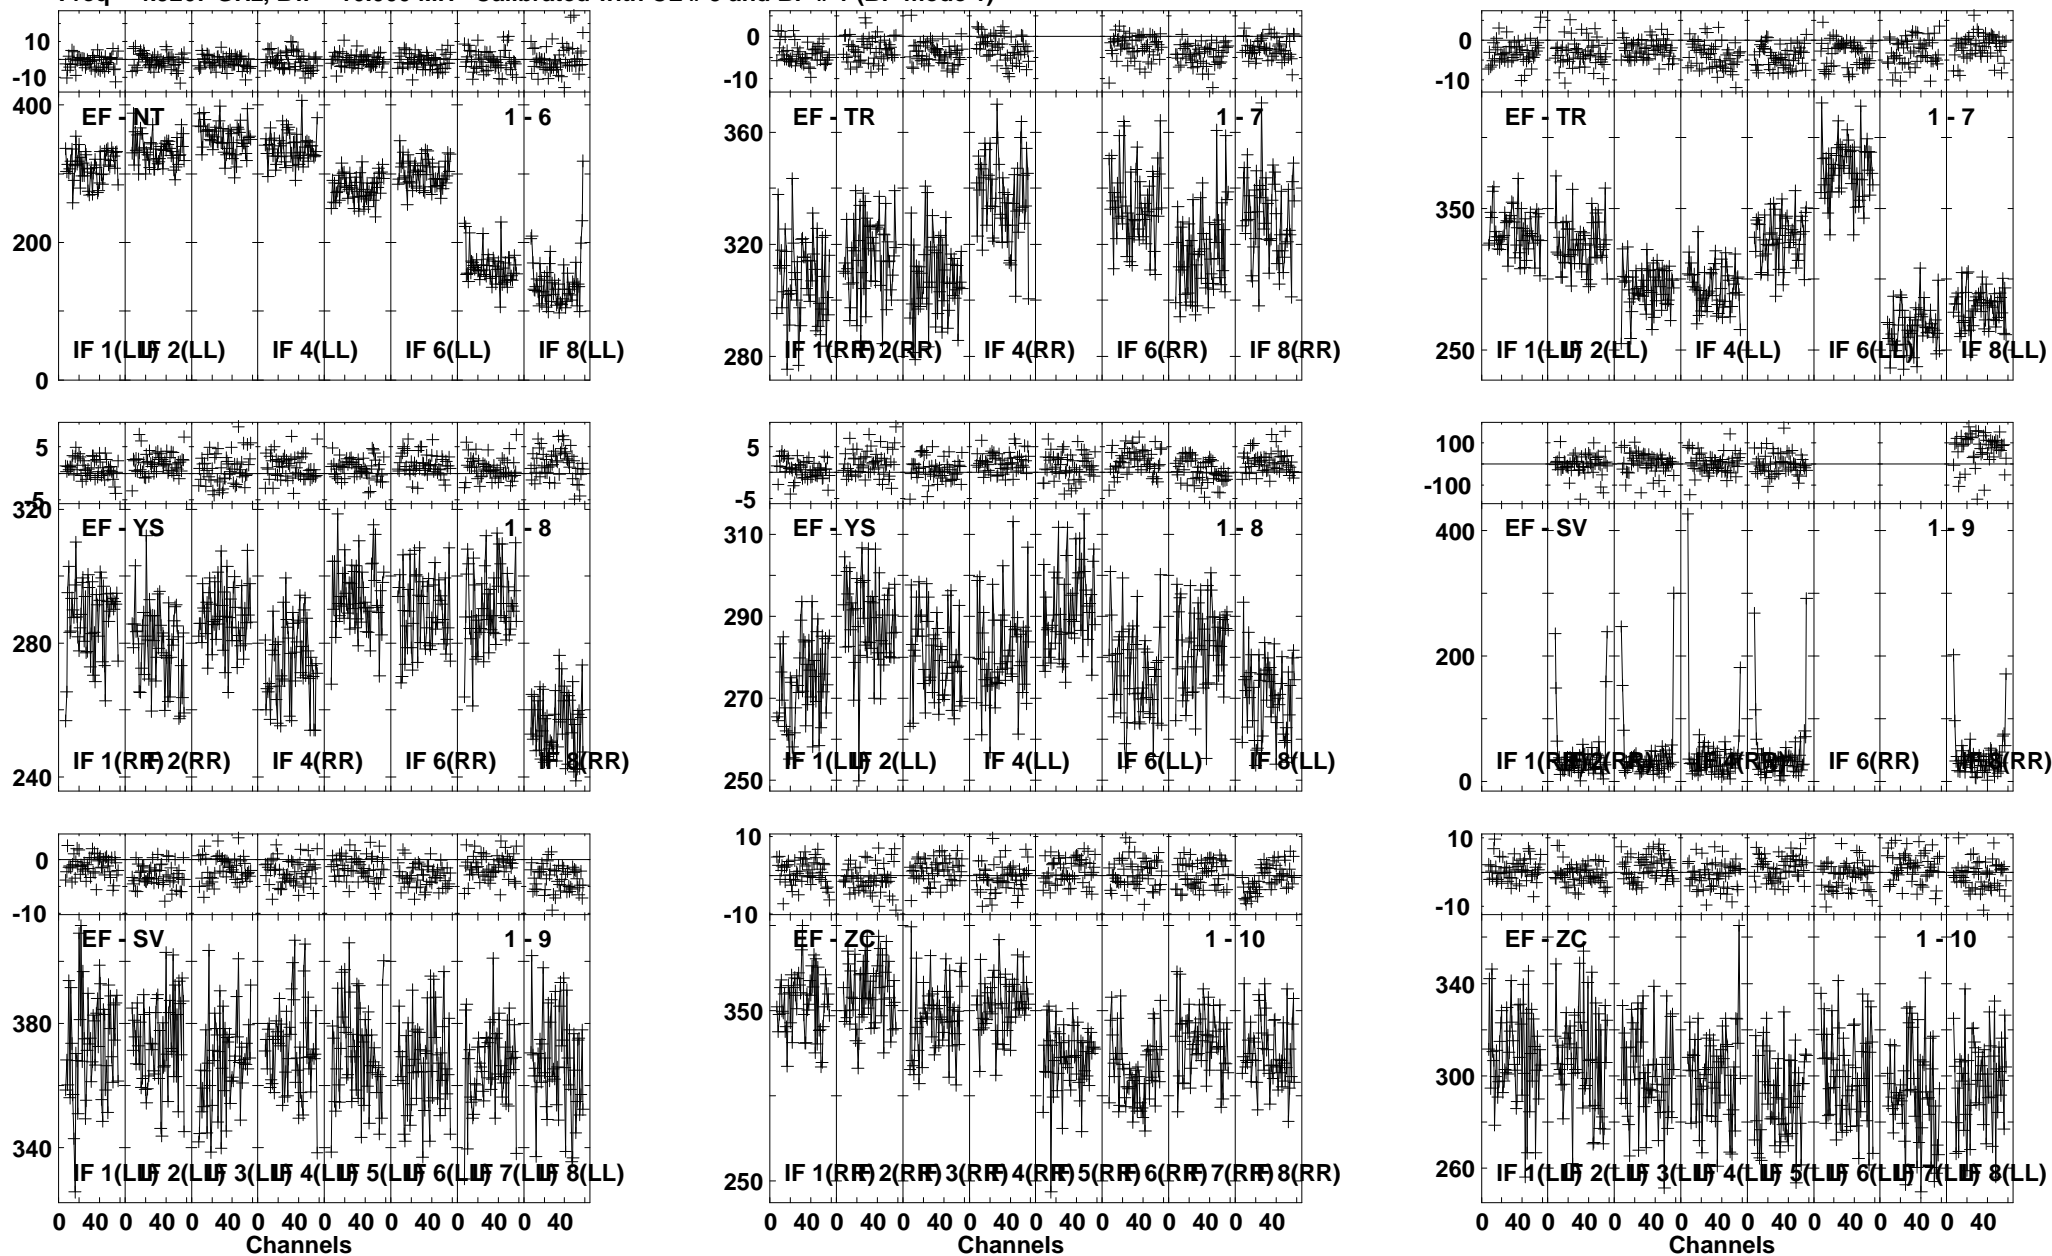 10
-10
400
200
0
EF - NT
1 - 6
IF 1(LL) IF 2(LL) IF 4(LL) IF 6(LL) IF 8(LL)
0
-10
360
320
280
EF - TR
1 - 7
IF 1(RR) IF 2(RR) IF 4(RR) IF 6(RR) IF 8(RR)
0
-10
350
250
EF - TR
1 - 7
IF 1(LL) IF 2(LL) IF 4(LL) IF 6(LL) IF 8(LL)
5
-5
320
280
240
EF - YS
1 - 8
IF 1(RR) IF 2(RR) IF 4(RR) IF 6(RR) IF 8(RR)
5
-5
310
290
270
250
EF - YS
1 - 8
IF 1(LL) IF 2(LL) IF 4(LL) IF 6(LL) IF 8(LL)
100
-100
400
200
0
EF - SV
1 - 9
IF 1(RR) IF 2(RR) IF 4(RR) IF 6(RR) IF 8(RR)
0
-10
380
340
EF - SV
1 - 9
IF 1(LL) IF 2(LL) IF 3(LL) IF 4(LL) IF 5(LL) IF 6(LL) IF 7(LL) IF 8(LL)
0 40 0 40 0 40 0 40 0 40 0 40 0 40 0 40
Channels
10
-10
350
250
EF - ZC
1 - 10
IF 1(RR) IF 2(RR) IF 3(RR) IF 4(RR) IF 5(RR) IF 6(RR) IF 7(RR) IF 8(RR)
0 40 0 40 0 40 0 40 0 40 0 40 0 40 0 40
Channels
10
-10
340
300
260
EF - ZC
1 - 10
IF 1(LL) IF 2(LL) IF 3(LL) IF 4(LL) IF 5(LL) IF 6(LL) IF 7(LL) IF 8(LL)
0 40 0 40 0 40 0 40 0 40 0 40 0 40 0 40
Channels